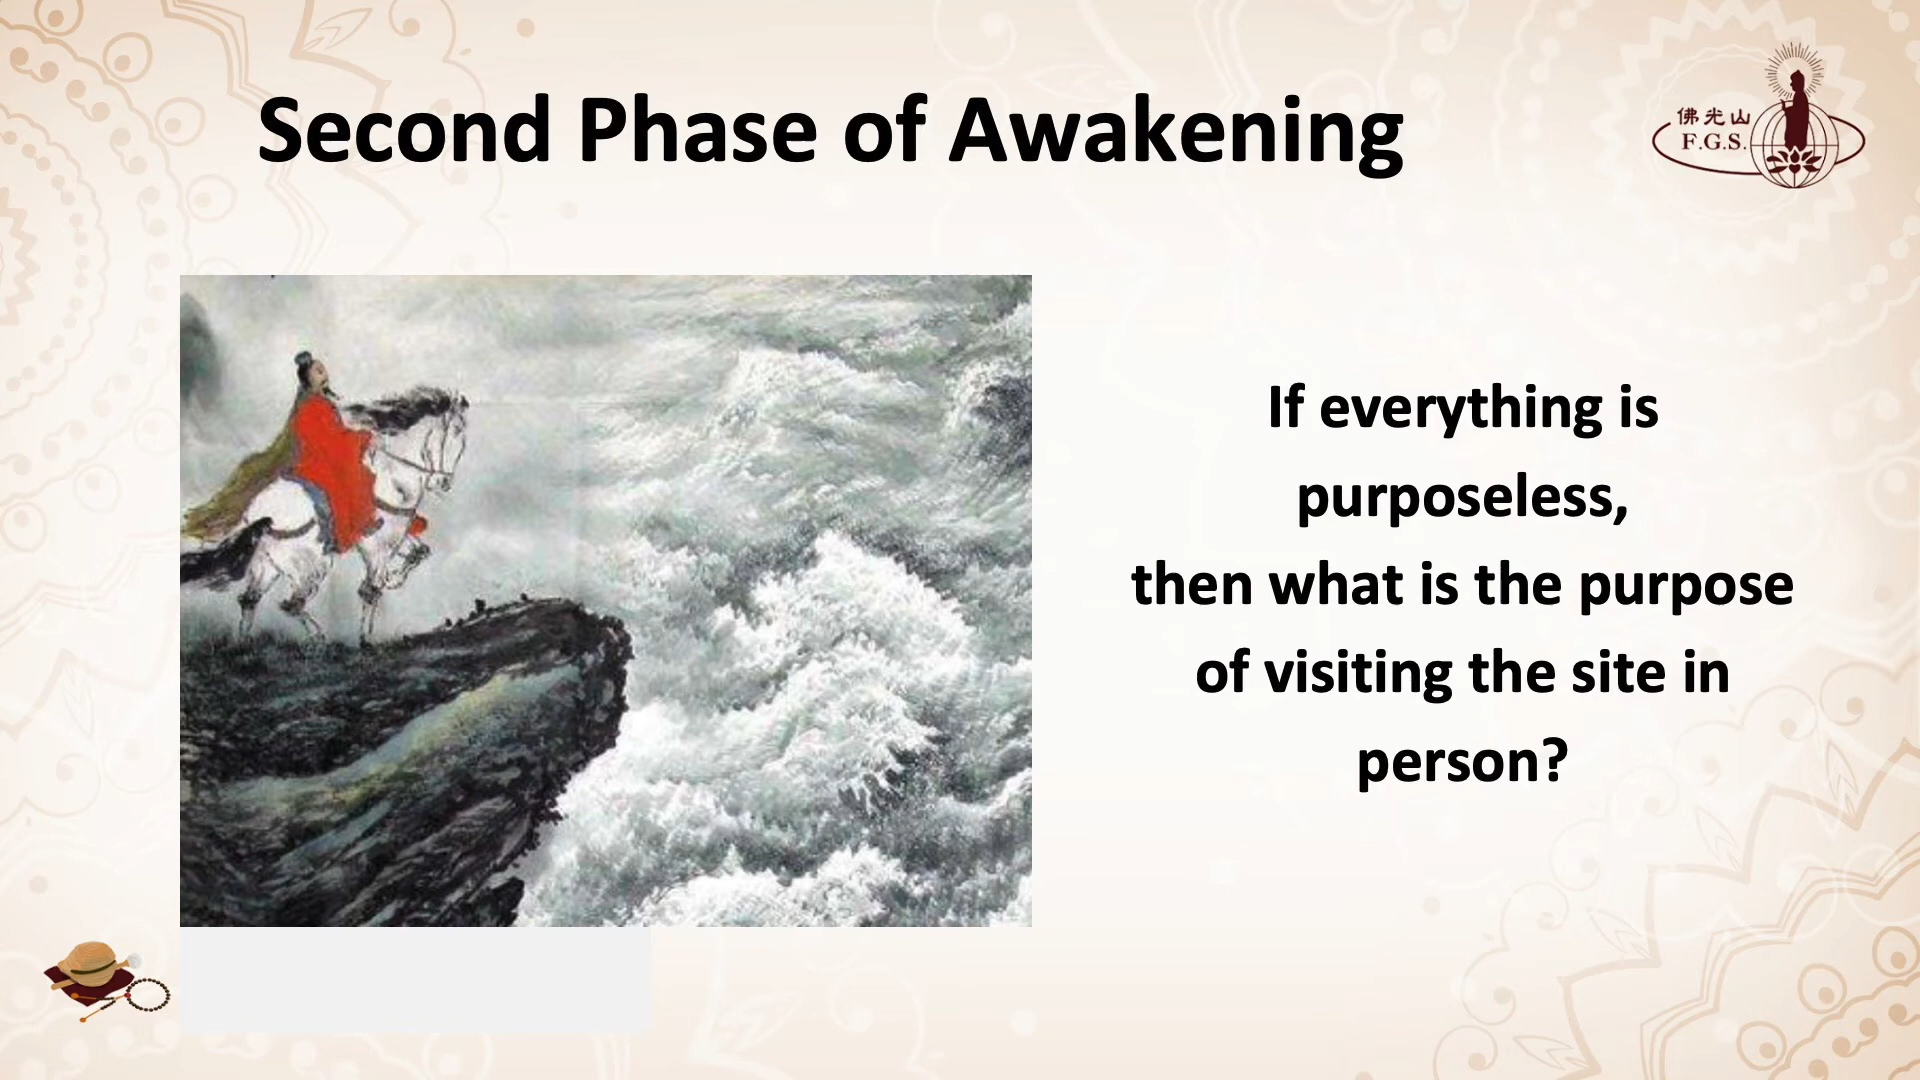 Second Phase of Awakening
佛光山
F.G.S.
If everything is
purposeless,
then what is the purpose
of visiting the site in
person?